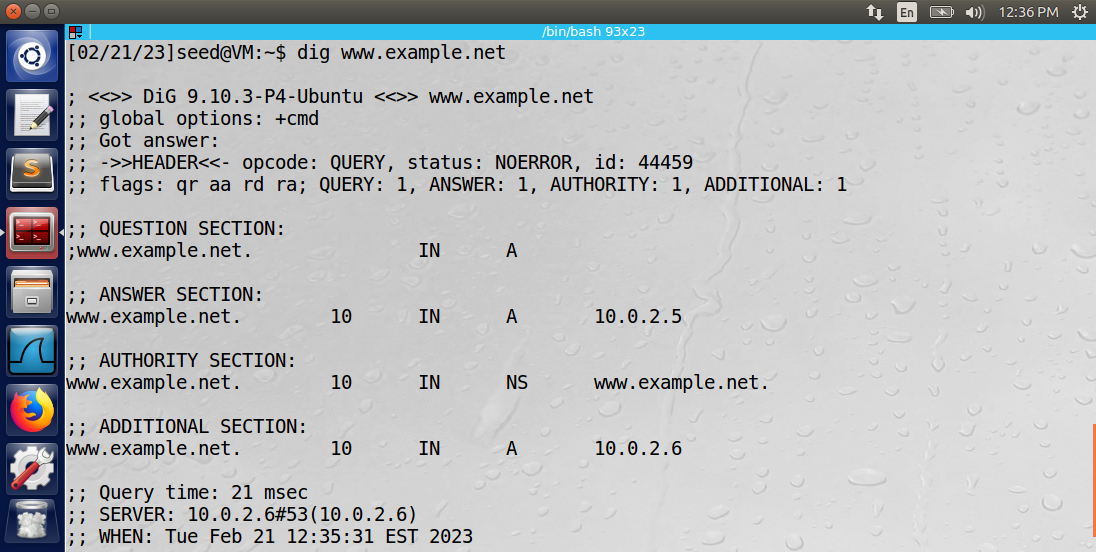 En 12:36 PM
/bin/bash 93x23
[02/21/23]seed@VM:~$ dig www.example.net
; <<>> DiG 9.10.3-P4-Ubuntu <<>> www.example.net
;; global options: +cmd
;; Got answer:
;; ->>HEADER<<- opcode: QUERY, status: NOERROR, id: 44459
;; flags: qr aa rd ra; QUERY: 1, ANSWER: 1, AUTHORITY: 1, ADDITIONAL: 1
;; QUESTION SECTION:
;www.example.net. IN A
;; ANSWER SECTION:
www.example.net. 10 IN A 10.0.2.5
;; AUTHORITY SECTION:
www.example.net. 10 IN NS www.example.net.
;; ADDITIONAL SECTION:
www.example.net. 10 IN A 10.0.2.6
;; Query time: 21 msec
;; SERVER: 10.0.2.6#53(10.0.2.6)
;; WHEN: Tue Feb 21 12:35:31 EST 2023